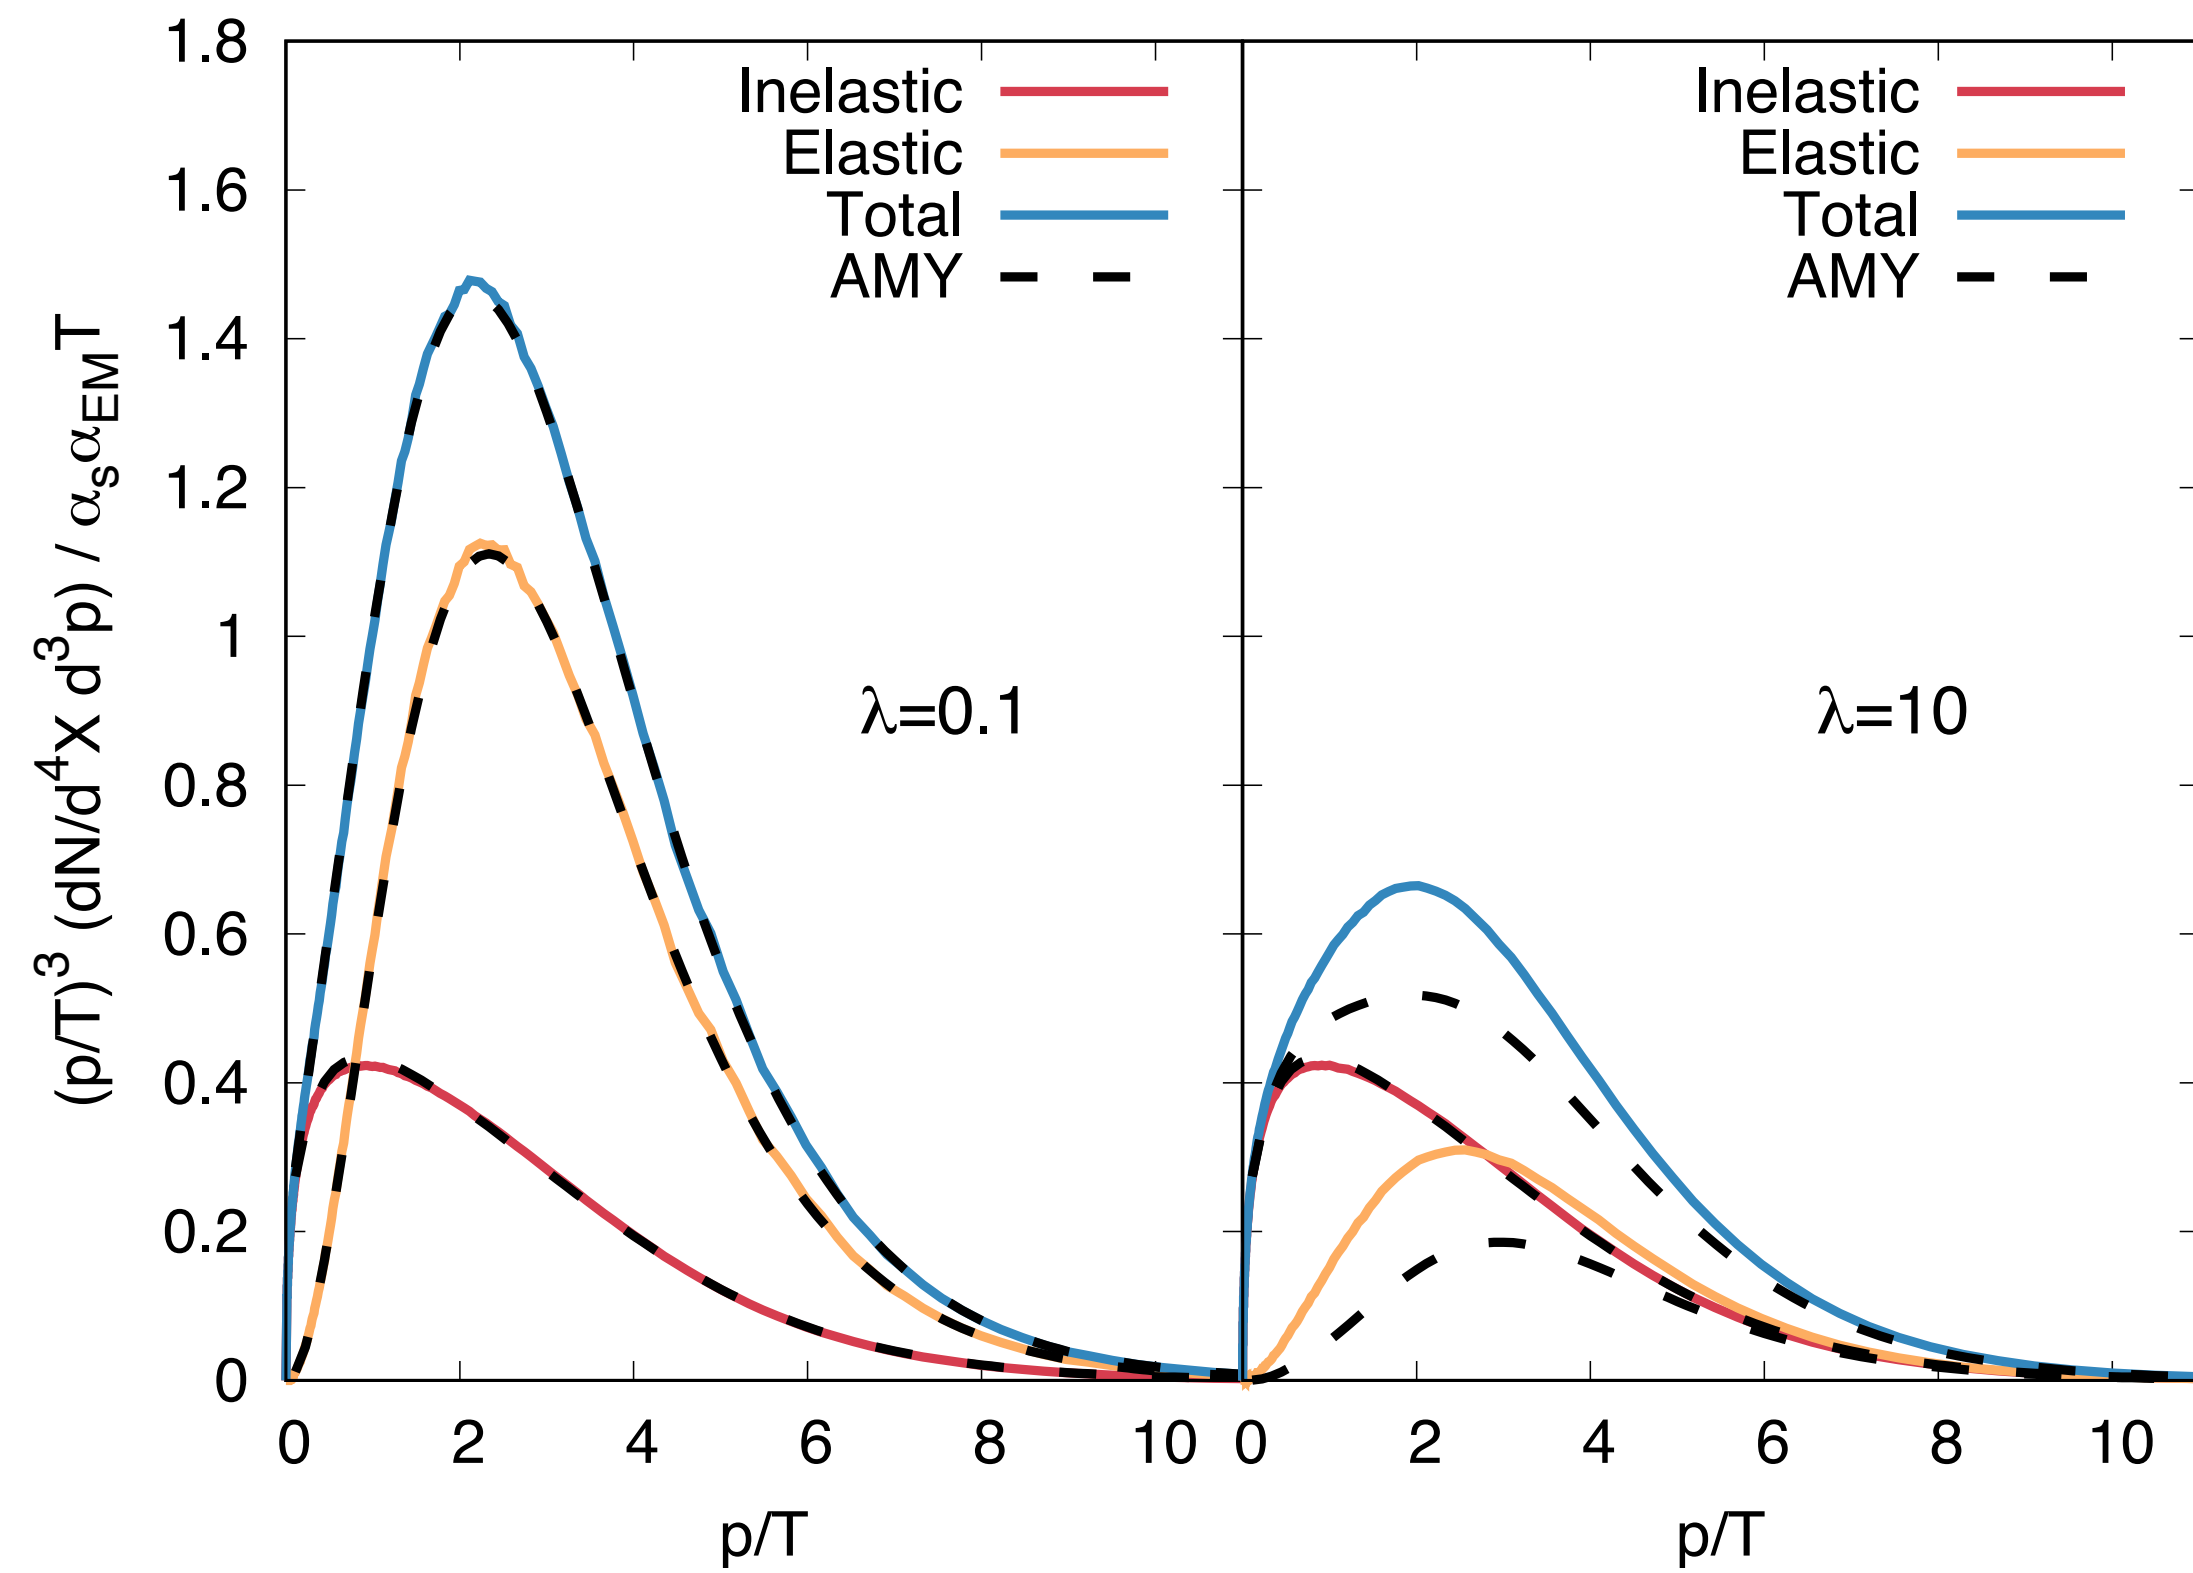 (p/T)³ (dN/d⁴X d³p) / αₛα_EM T
1.8
1.6
1.4
1.2
1
0.8
0.6
0.4
0.2
0
Inelastic
Elastic
Total
AMY
λ=0.1
0 2 4 6 8 10
p/T
Inelastic
Elastic
Total
AMY
λ=10
0 2 4 6 8 10
p/T